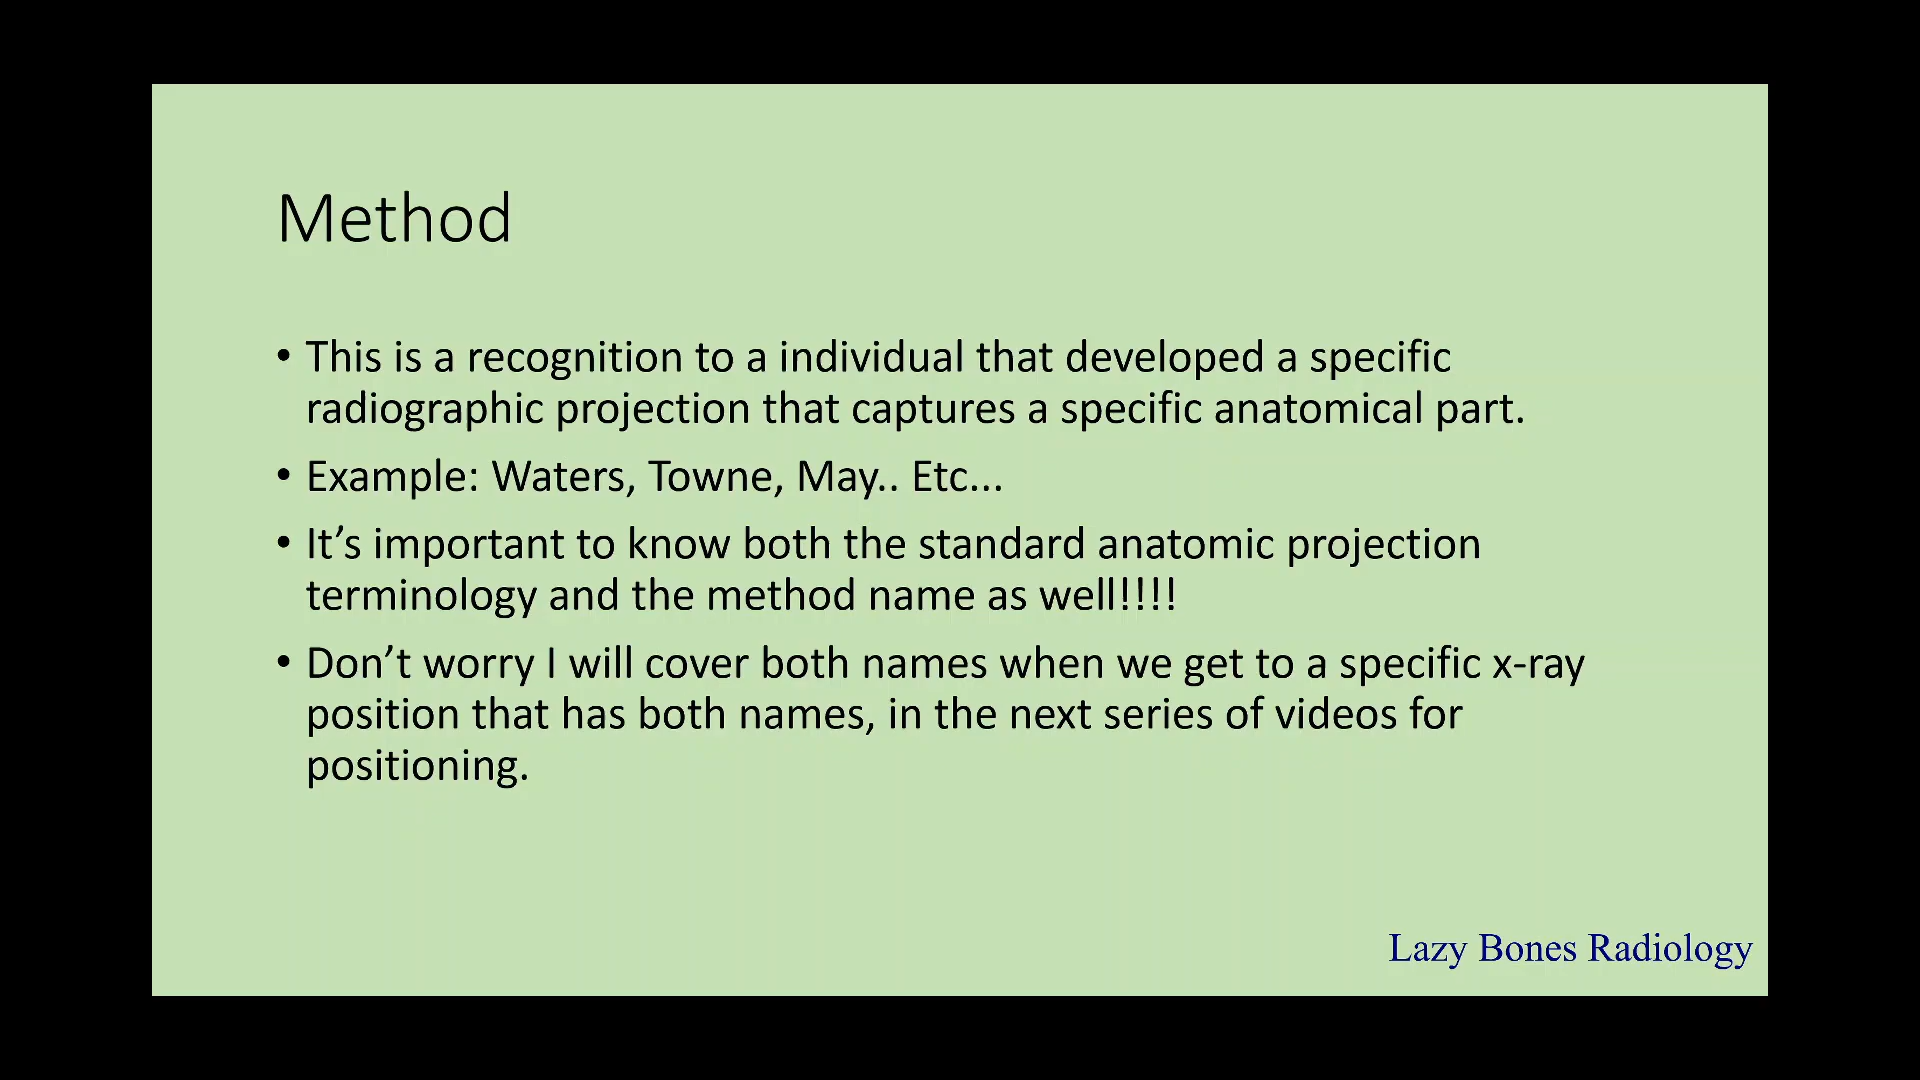 Method
• This is a recognition to a individual that developed a specific
radiographic projection that captures a specific anatomical part.
• Example: Waters, Towne, May.. Etc...
• It’s important to know both the standard anatomic projection
terminology and the method name as well!!!!
• Don’t worry I will cover both names when we get to a specific x-ray
position that has both names, in the next series of videos for
positioning.
Lazy Bones Radiology